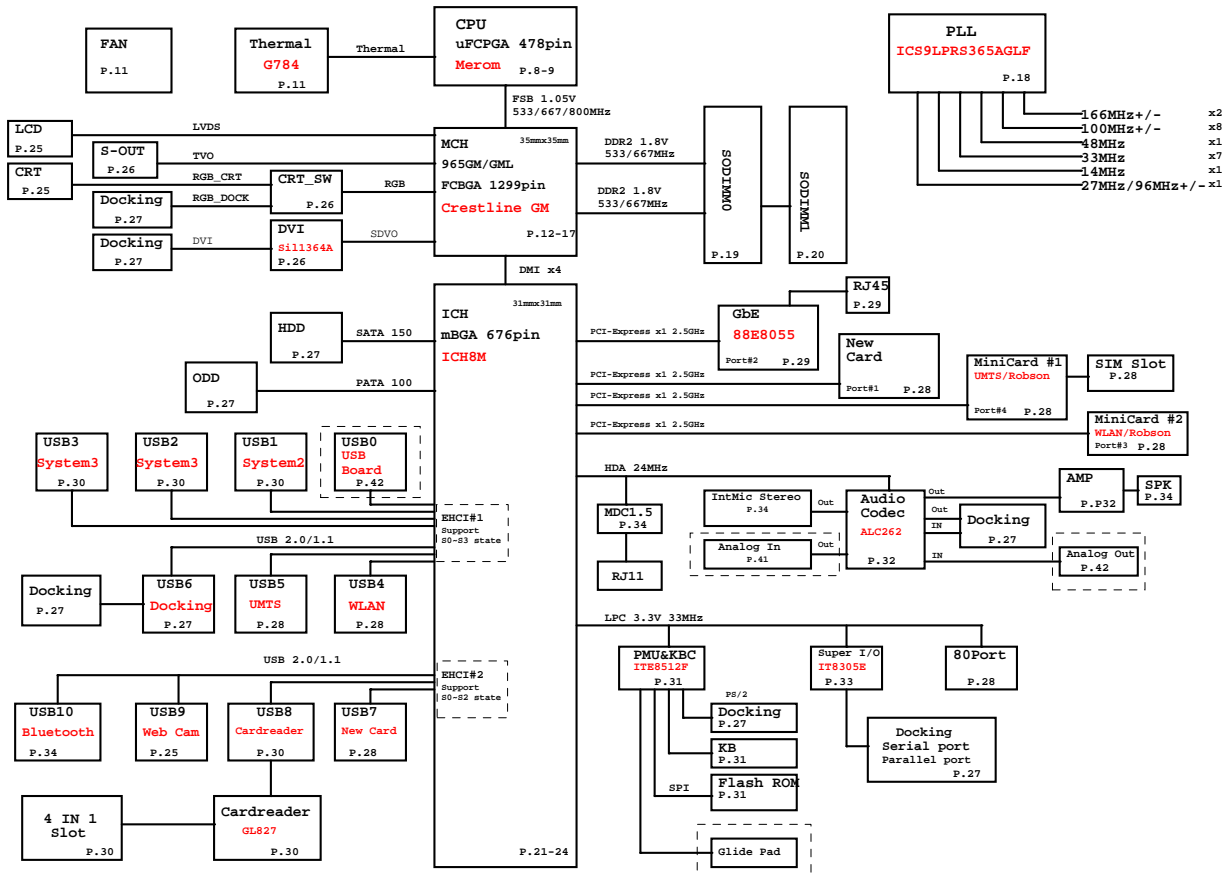 FAN
P.11
Thermal
G784
P.11
Thermal
CPU
uFCPGA 478pin
Merom
P.8-9
PLL
ICS9LPRS365AGLF
P.18
166MHz+/- x2
100MHz+/- x8
48MHz x1
33MHz x7
14MHz x1
27MHz/96MHz+/- x1
FSB 1.05V
533/667/800MHz
LCD
P.25
LVDS
S-OUT
P.26
TVO
CRT
P.25
RGB_CRT
CRT_SW
P.26
RGB
Docking
P.27
RGB_DOCK
Docking
P.27
DVI
DVI
Sil1364A
P.26
SDVO
35mmx35mm
MCH
965GM/GML
FCBGA 1299pin
Crestline GM
P.12-17
DDR2 1.8V
533/667MHz
DDR2 1.8V
533/667MHz
SODIMM0
P.19
SODIMM1
P.20
DMI x4
31mmx31mm
ICH
mBGA 676pin
ICH8M
P.21-24
HDD
P.27
SATA 150
ODD
P.27
PATA 100
PCI-Express x1 2.5GHz
GbE
88E8055
Port#2
P.29
RJ45
P.29
PCI-Express x1 2.5GHz
New
Card
Port#1
P.28
PCI-Express x1 2.5GHz
MiniCard #1
UMTS/Robson
Port#4
P.28
SIM Slot
P.28
PCI-Express x1 2.5GHz
MiniCard #2
WLAN/Robson
Port#3
P.28
USB3
System3
P.30
USB2
System3
P.30
USB1
System2
P.30
USB0
USB
Board
P.42
EHCI#1
Support
S0-S3 state
USB 2.0/1.1
Docking
P.27
USB6
Docking
P.27
USB5
UMTS
P.28
USB4
WLAN
P.28
HDA 24MHz
MDC1.5
P.34
RJ11
IntMic Stereo
P.34
Out
Analog In
P.41
Out
Audio
Codec
ALC262
P.32
Out
AMP
P.P32
SPK
P.34
Out
IN
Docking
P.27
IN
Analog Out
P.42
LPC 3.3V 33MHz
PMU&KBC
ITE8512F
P.31
Super I/O
IT8305E
P.33
80Port
P.28
PS/2
Docking
P.27
KB
P.31
SPI
Flash ROM
P.31
Glide Pad
Docking
Serial port
Parallel port
P.27
USB 2.0/1.1
EHCI#2
Support
S0-S2 state
USB10
Bluetooth
P.34
USB9
Web Cam
P.25
USB8
Cardreader
P.30
USB7
New Card
P.28
4 IN 1
Slot
P.30
Cardreader
GL827
P.30